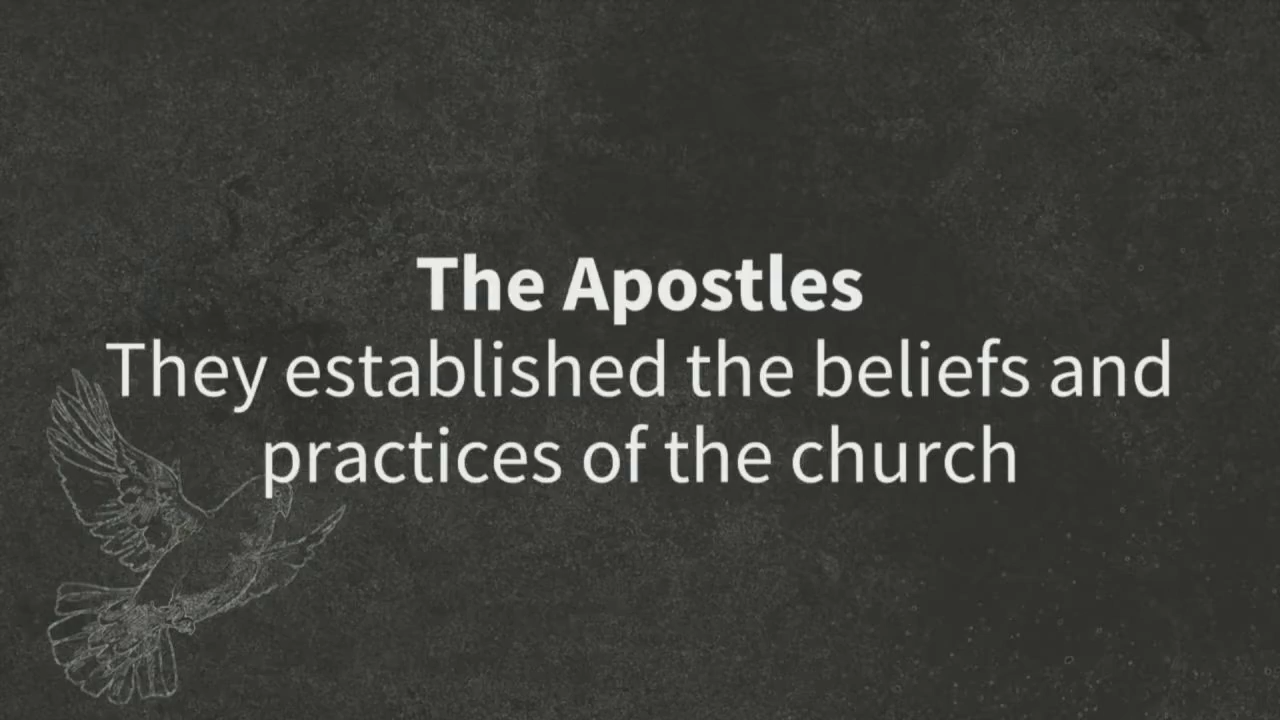 The Apostles
They established the beliefs and
practices of the church